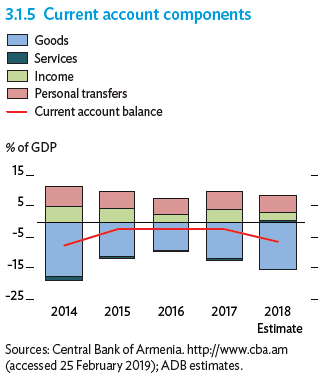 3.1.5 Current account components
Goods
Services
Income
Personal transfers
Current account balance
% of GDP
15
5
-5
-15
-25
2014 2015 2016 2017 2018
Estimate
Sources: Central Bank of Armenia. http://www.cba.am
(accessed 25 February 2019); ADB estimates.